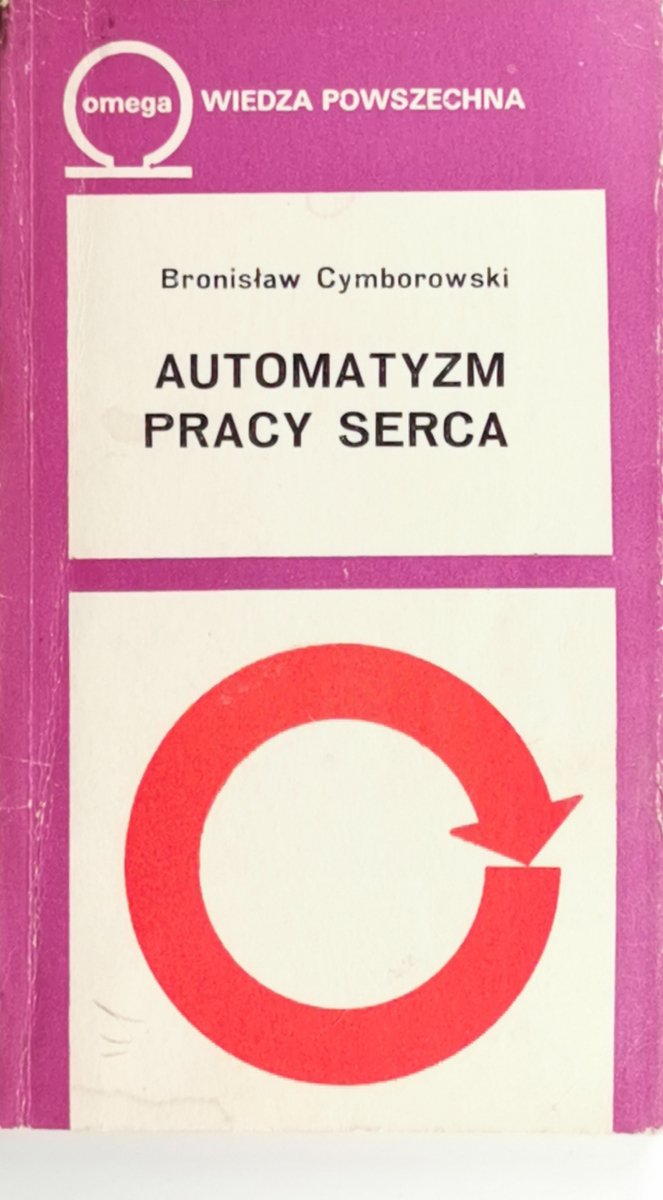 omega WIEDZA POWSZECHNA
Bronisław Cymborowski
AUTOMATYZM
PRACY SERCA